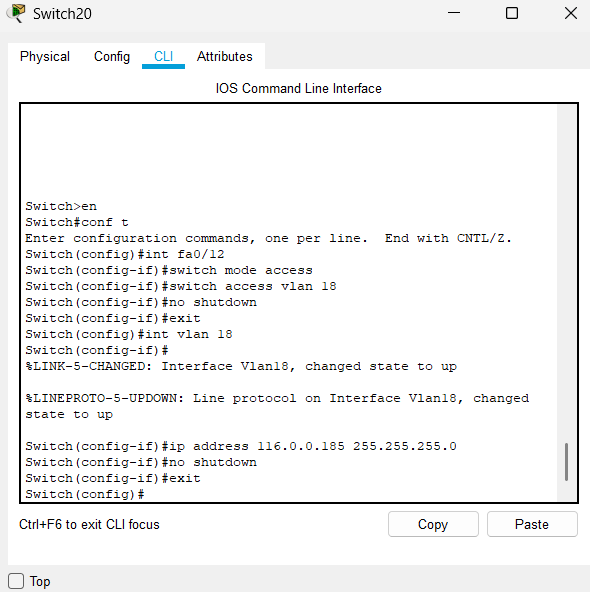 Switch20
Physical Config CLI Attributes
IOS Command Line Interface
Switch>en
Switch#conf t
Enter configuration commands, one per line.  End with CNTL/Z.
Switch(config)#int fa0/12
Switch(config-if)#switch mode access
Switch(config-if)#switch access vlan 18
Switch(config-if)#no shutdown
Switch(config-if)#exit
Switch(config)#int vlan 18
Switch(config-if)#
%LINK-5-CHANGED: Interface Vlan18, changed state to up
%LINEPROTO-5-UPDOWN: Line protocol on Interface Vlan18, changed
state to up
Switch(config-if)#ip address 116.0.0.185 255.255.255.0
Switch(config-if)#no shutdown
Switch(config-if)#exit
Switch(config)#
Ctrl+F6 to exit CLI focus Copy Paste
Top